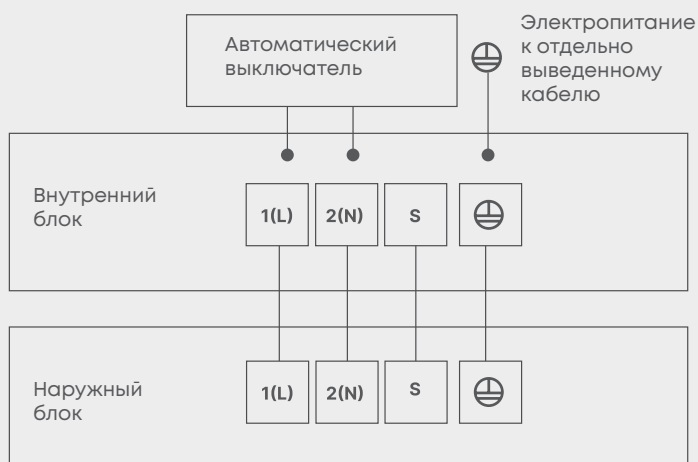 Автоматический
выключатель
Электропитание
к отдельно
выведенному
кабелю
Внутренний
блок
1(L)
2(N)
S
Наружный
блок
1(L)
2(N)
S